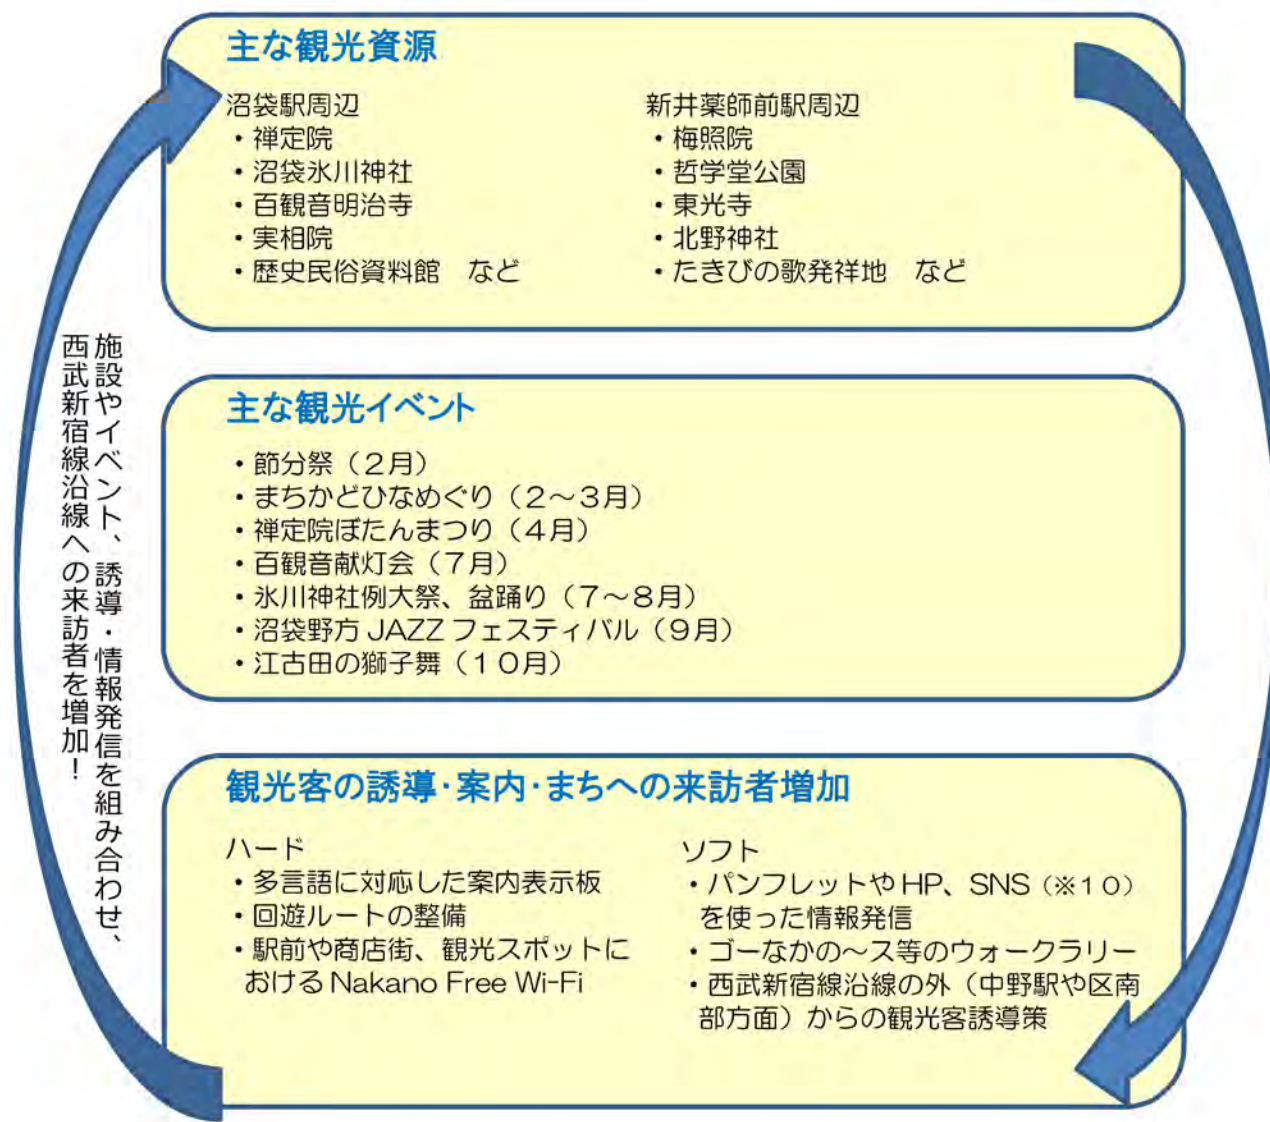 主な観光資源
沼袋駅周辺
・禅定院
・沼袋氷川神社
・百観音明治寺
・実相院
・歴史民俗資料館　など
新井薬師前駅周辺
・梅照院
・哲学堂公園
・東光寺
・北野神社
・たきびの歌発祥地　など
主な観光イベント
・節分祭（２月）
・まちかどひなめぐり（２～３月）
・禅定院ぼたんまつり（４月）
・百観音献灯会（７月）
・氷川神社例大祭、盆踊り（７～８月）
・沼袋野方 JAZZ フェスティバル（９月）
・江古田の獅子舞（１０月）
観光客の誘導・案内・まちへの来訪者増加
ハード
・多言語に対応した案内表示板
・回遊ルートの整備
・駅前や商店街、観光スポットに
おける Nakano Free Wi-Fi
ソフト
・パンフレットや HP、SNS（※１０）
を使った情報発信
・ゴーなかの～ス等のウォークラリー
・西武新宿線沿線の外（中野駅や区南
部方面）からの観光客誘導策
施設やイベント、誘導・情報発信を組み合わせ、
西武新宿線沿線への来訪者を増加！